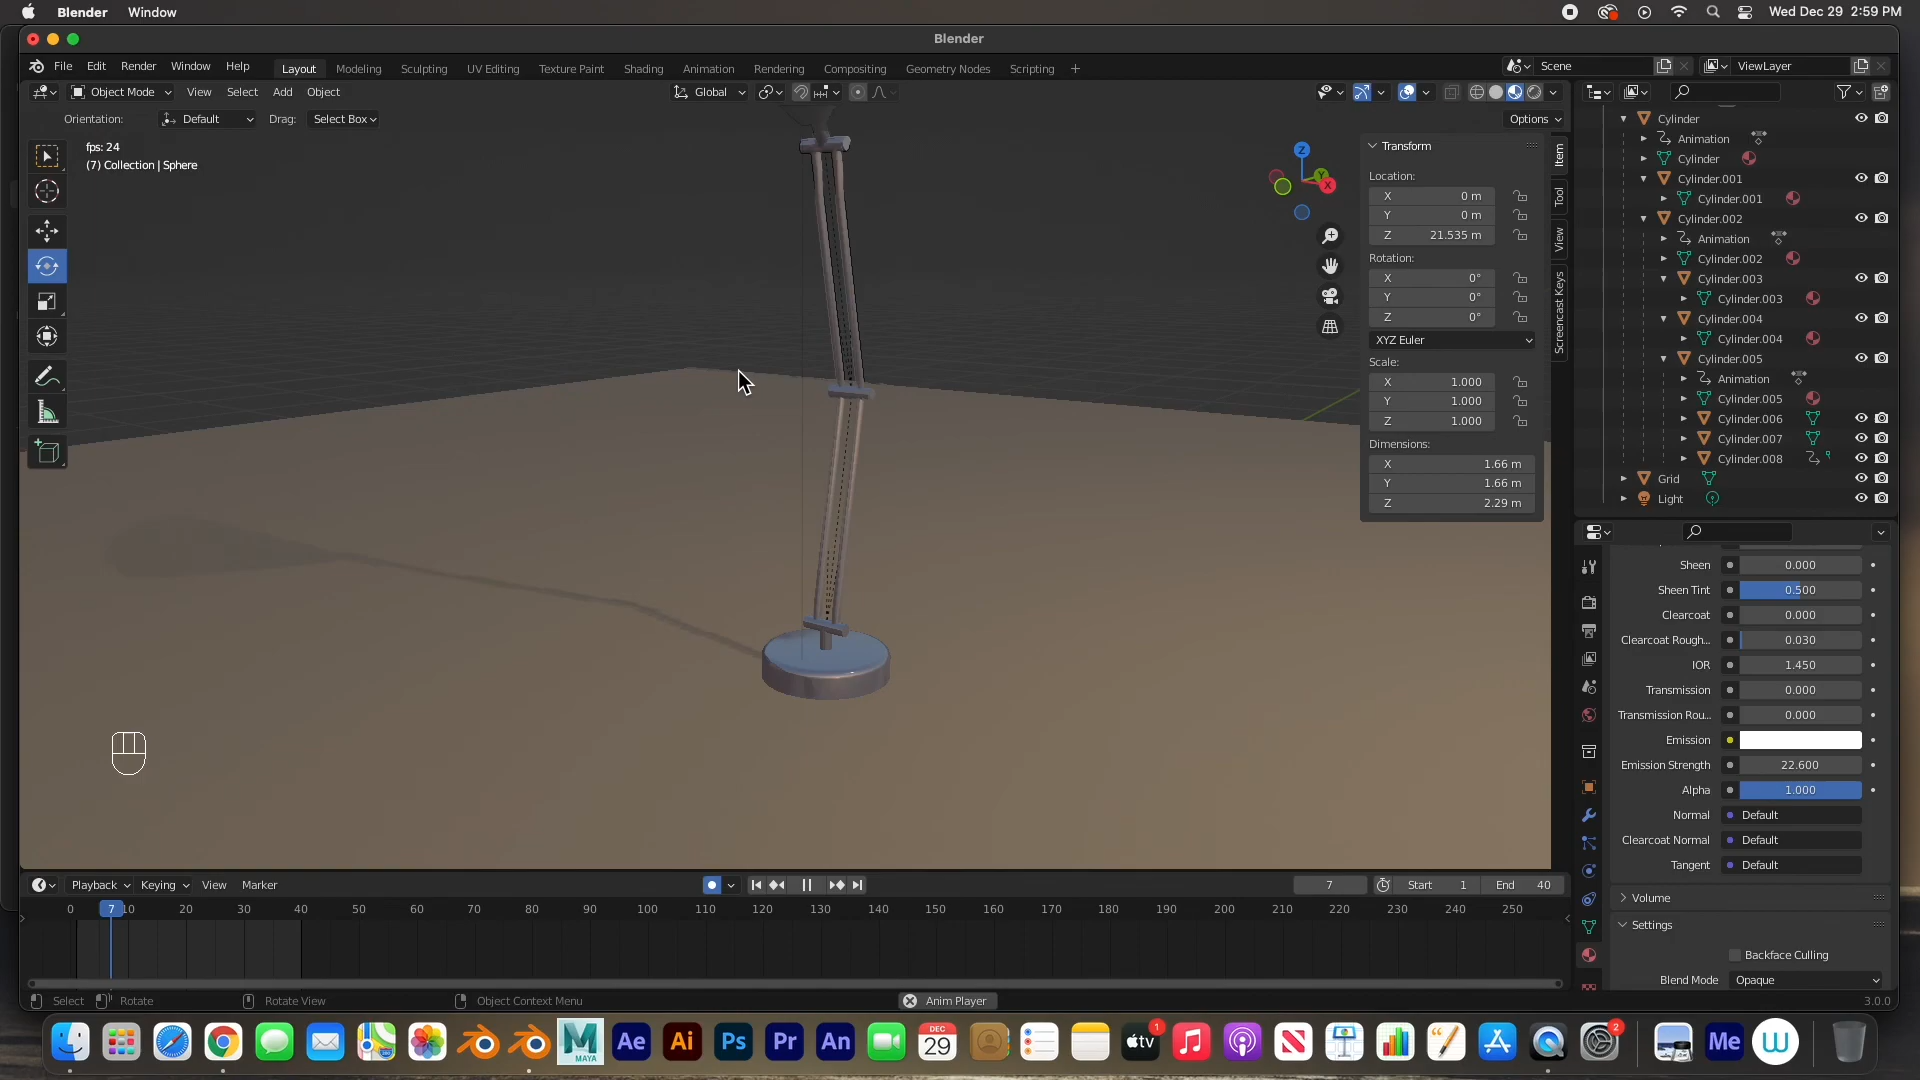 Blender Window Wed Dec 29 2:59 PM
Blender
File Edit Render Window Help Layout Modeling Sculpting UV Editing Texture Paint Shading Animation Rendering Compositing Geometry Nodes Scripting + Scene ViewLayer
Object Mode View Select Add Object Global
Orientation: Default Drag: Select Box Options
fps: 24
(7) Collection | Sphere
Transform
Location:
X 0 m
Y 0 m
Z 21.535 m
Rotation:
X 0°
Y 0°
Z 0°
XYZ Euler
Scale:
X 1.000
Y 1.000
Z 1.000
Dimensions:
X 1.66 m
Y 1.66 m
Z 2.29 m
Item
Tool
View
Screencast Keys
Z
Y
X
Cylinder
Animation
Cylinder
Cylinder.001
Cylinder.001
Cylinder.002
Animation
Cylinder.002
Cylinder.003
Cylinder.003
Cylinder.004
Cylinder.004
Cylinder.005
Animation
Cylinder.005
Cylinder.006
Cylinder.007
Cylinder.008
Grid
Light
Sheen 0.000
Sheen Tint 0.500
Clearcoat 0.000
Clearcoat Rough... 0.030
IOR 1.450
Transmission 0.000
Transmission Rou... 0.000
Emission
Emission Strength 22.600
Alpha 1.000
Normal Default
Clearcoat Normal Default
Tangent Default
Volume
Settings
Backface Culling
Blend Mode Opaque
Playback Keying View Marker 7 Start 1 End 40
0 7 10 20 30 40 50 60 70 80 90 100 110 120 130 140 150 160 170 180 190 200 210 220 230 240 250
Select Rotate Rotate View Object Context Menu Anim Player 3.0.0
MAYA Ae Ai Ps Pr An DEC 29 tv 1 2 Me W